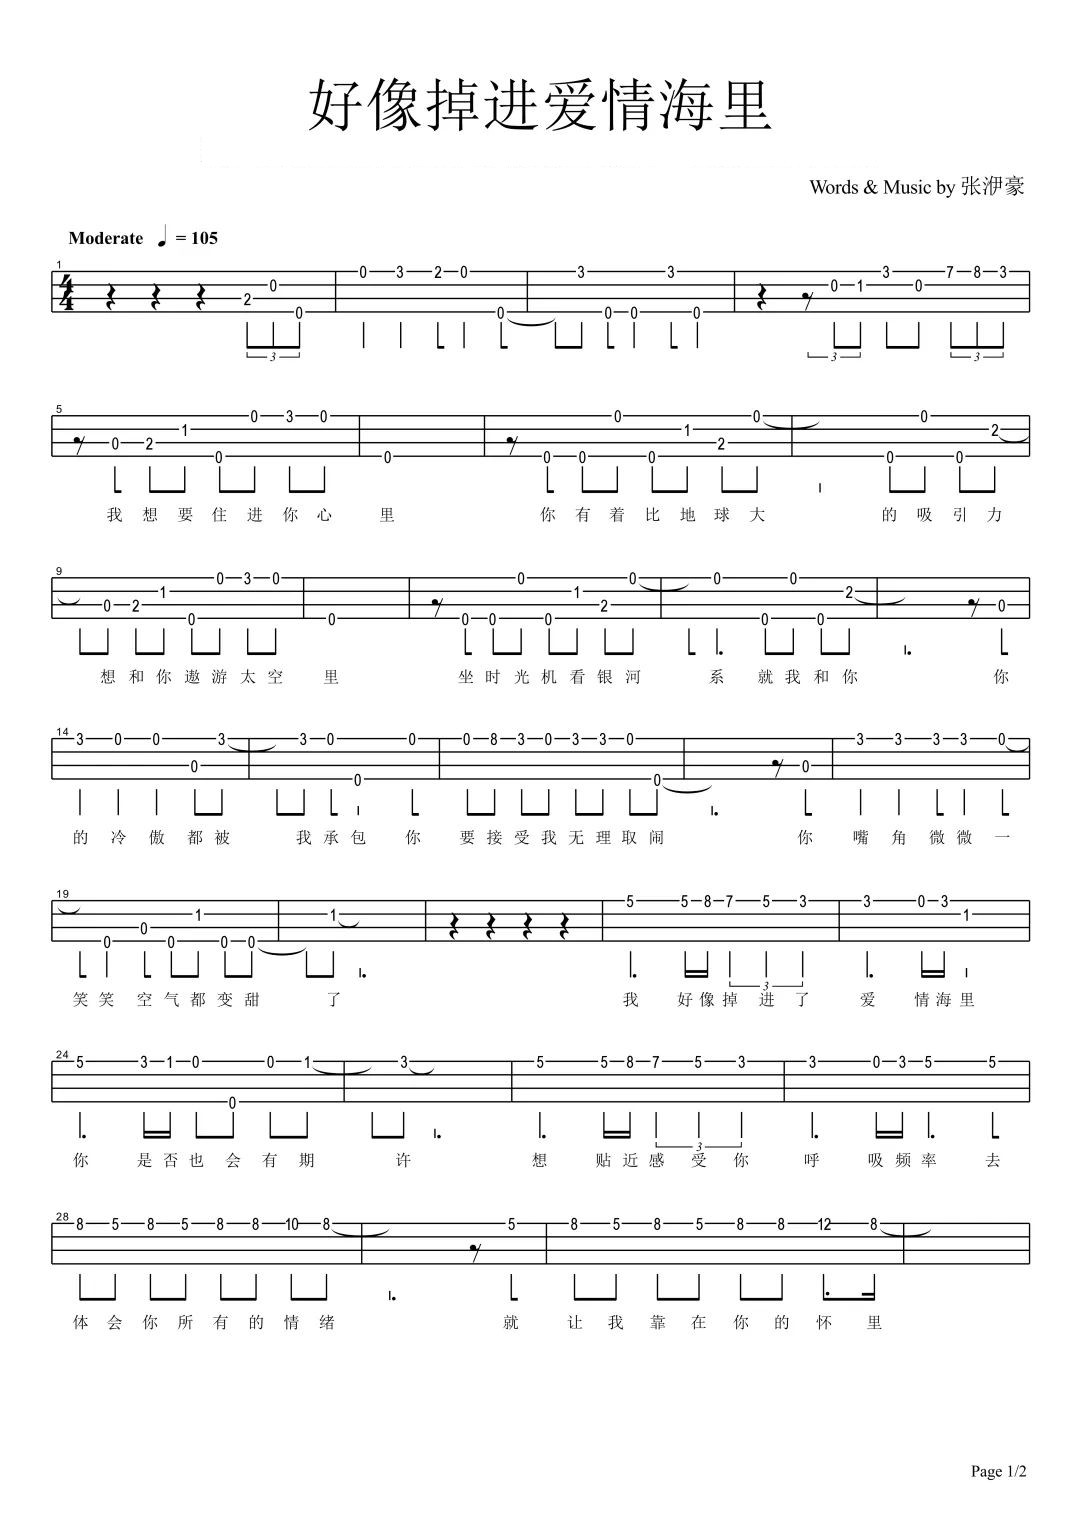 好像掉进爱情海里
Words & Music by 张洢豪
Moderate = 105
1
4
4
2 0 0 0 3 2 0 0 3 0 0 3 0 0 1 3 0 7 8 3
3 3 3
5
0 2 1 0 0 3 0 0 0 0 0 0 1 2 0 0 0 0 2
我 想 要 住 进 你 心 里 你 有 着 比 地 球 大 的 吸 引 力
9
0 2 1 0 0 3 0 0 0 0 0 0 1 2 0 0 0 0 0 2 0
想 和 你 遨 游 太 空 里 坐 时 光 机 看 银 河 系 就 我 和 你 你
14
3 0 0 0 3 3 0 0 0 0 8 3 0 3 3 0 0 0 3 3 3 3 0
的 冷 傲 都 被 我 承 包 你 要 接 受 我 无 理 取 闹 你 嘴 角 微 微 一
19
0 0 0 1 0 0 1 5 5 8 7 5 3 3 0 3 1
3
笑 笑 空 气 都 变 甜 了 我 好 像 掉 进 了 爱 情 海 里
24
5 3 1 0 0 0 1 3 5 5 8 7 5 3 3 0 3 5 5
3
你 是 否 也 会 有 期 许 想 贴 近 感 受 你 呼 吸 频 率 去
28
8 5 8 5 8 8 10 8 5 8 5 8 5 8 8 12 8
体 会 你 所 有 的 情 绪 就 让 我 靠 在 你 的 怀 里
Page 1/2